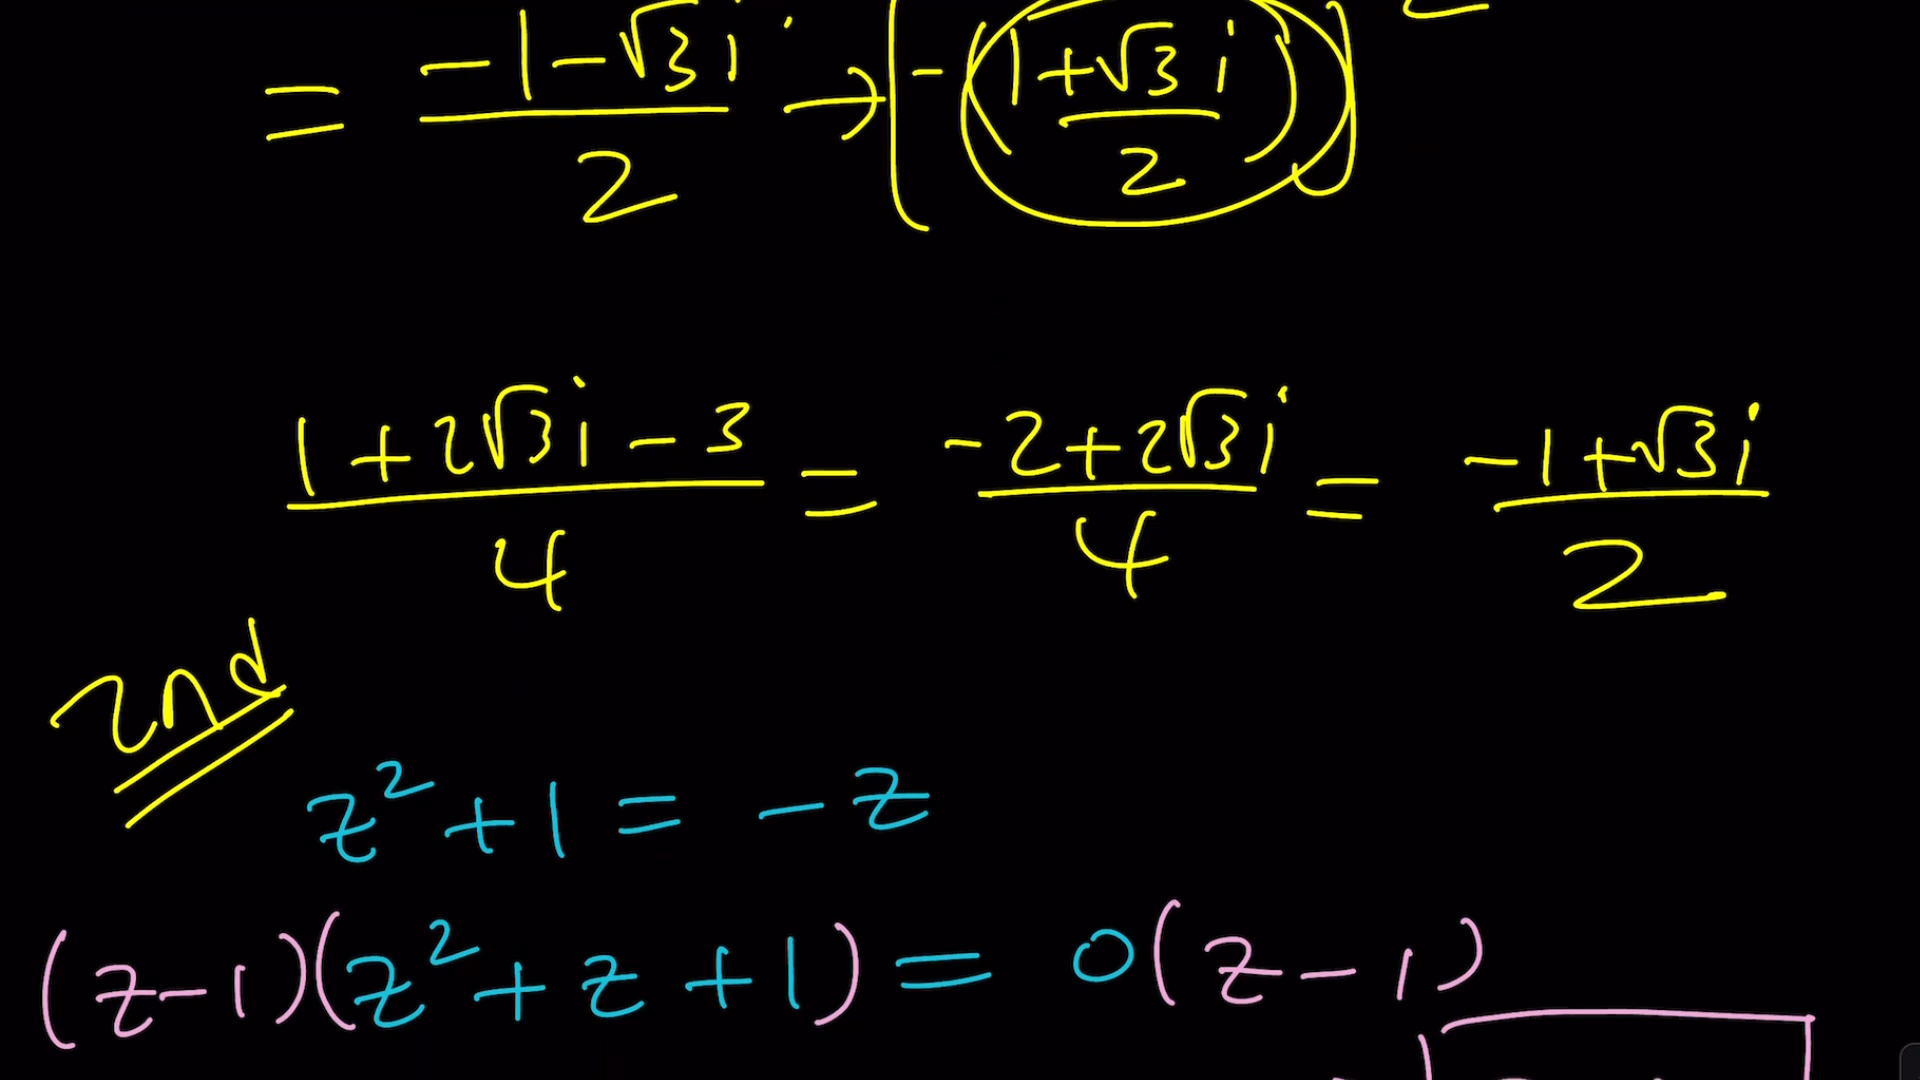 = (-1-√3i)/2 → [-((1+√3i)/2)]²
(1+2√3i-3)/4 = (-2+2√3i)/4 = (-1+√3i)/2
2nd
z²+1=-z
(z-1)(z²+z+1)=0(z-1)